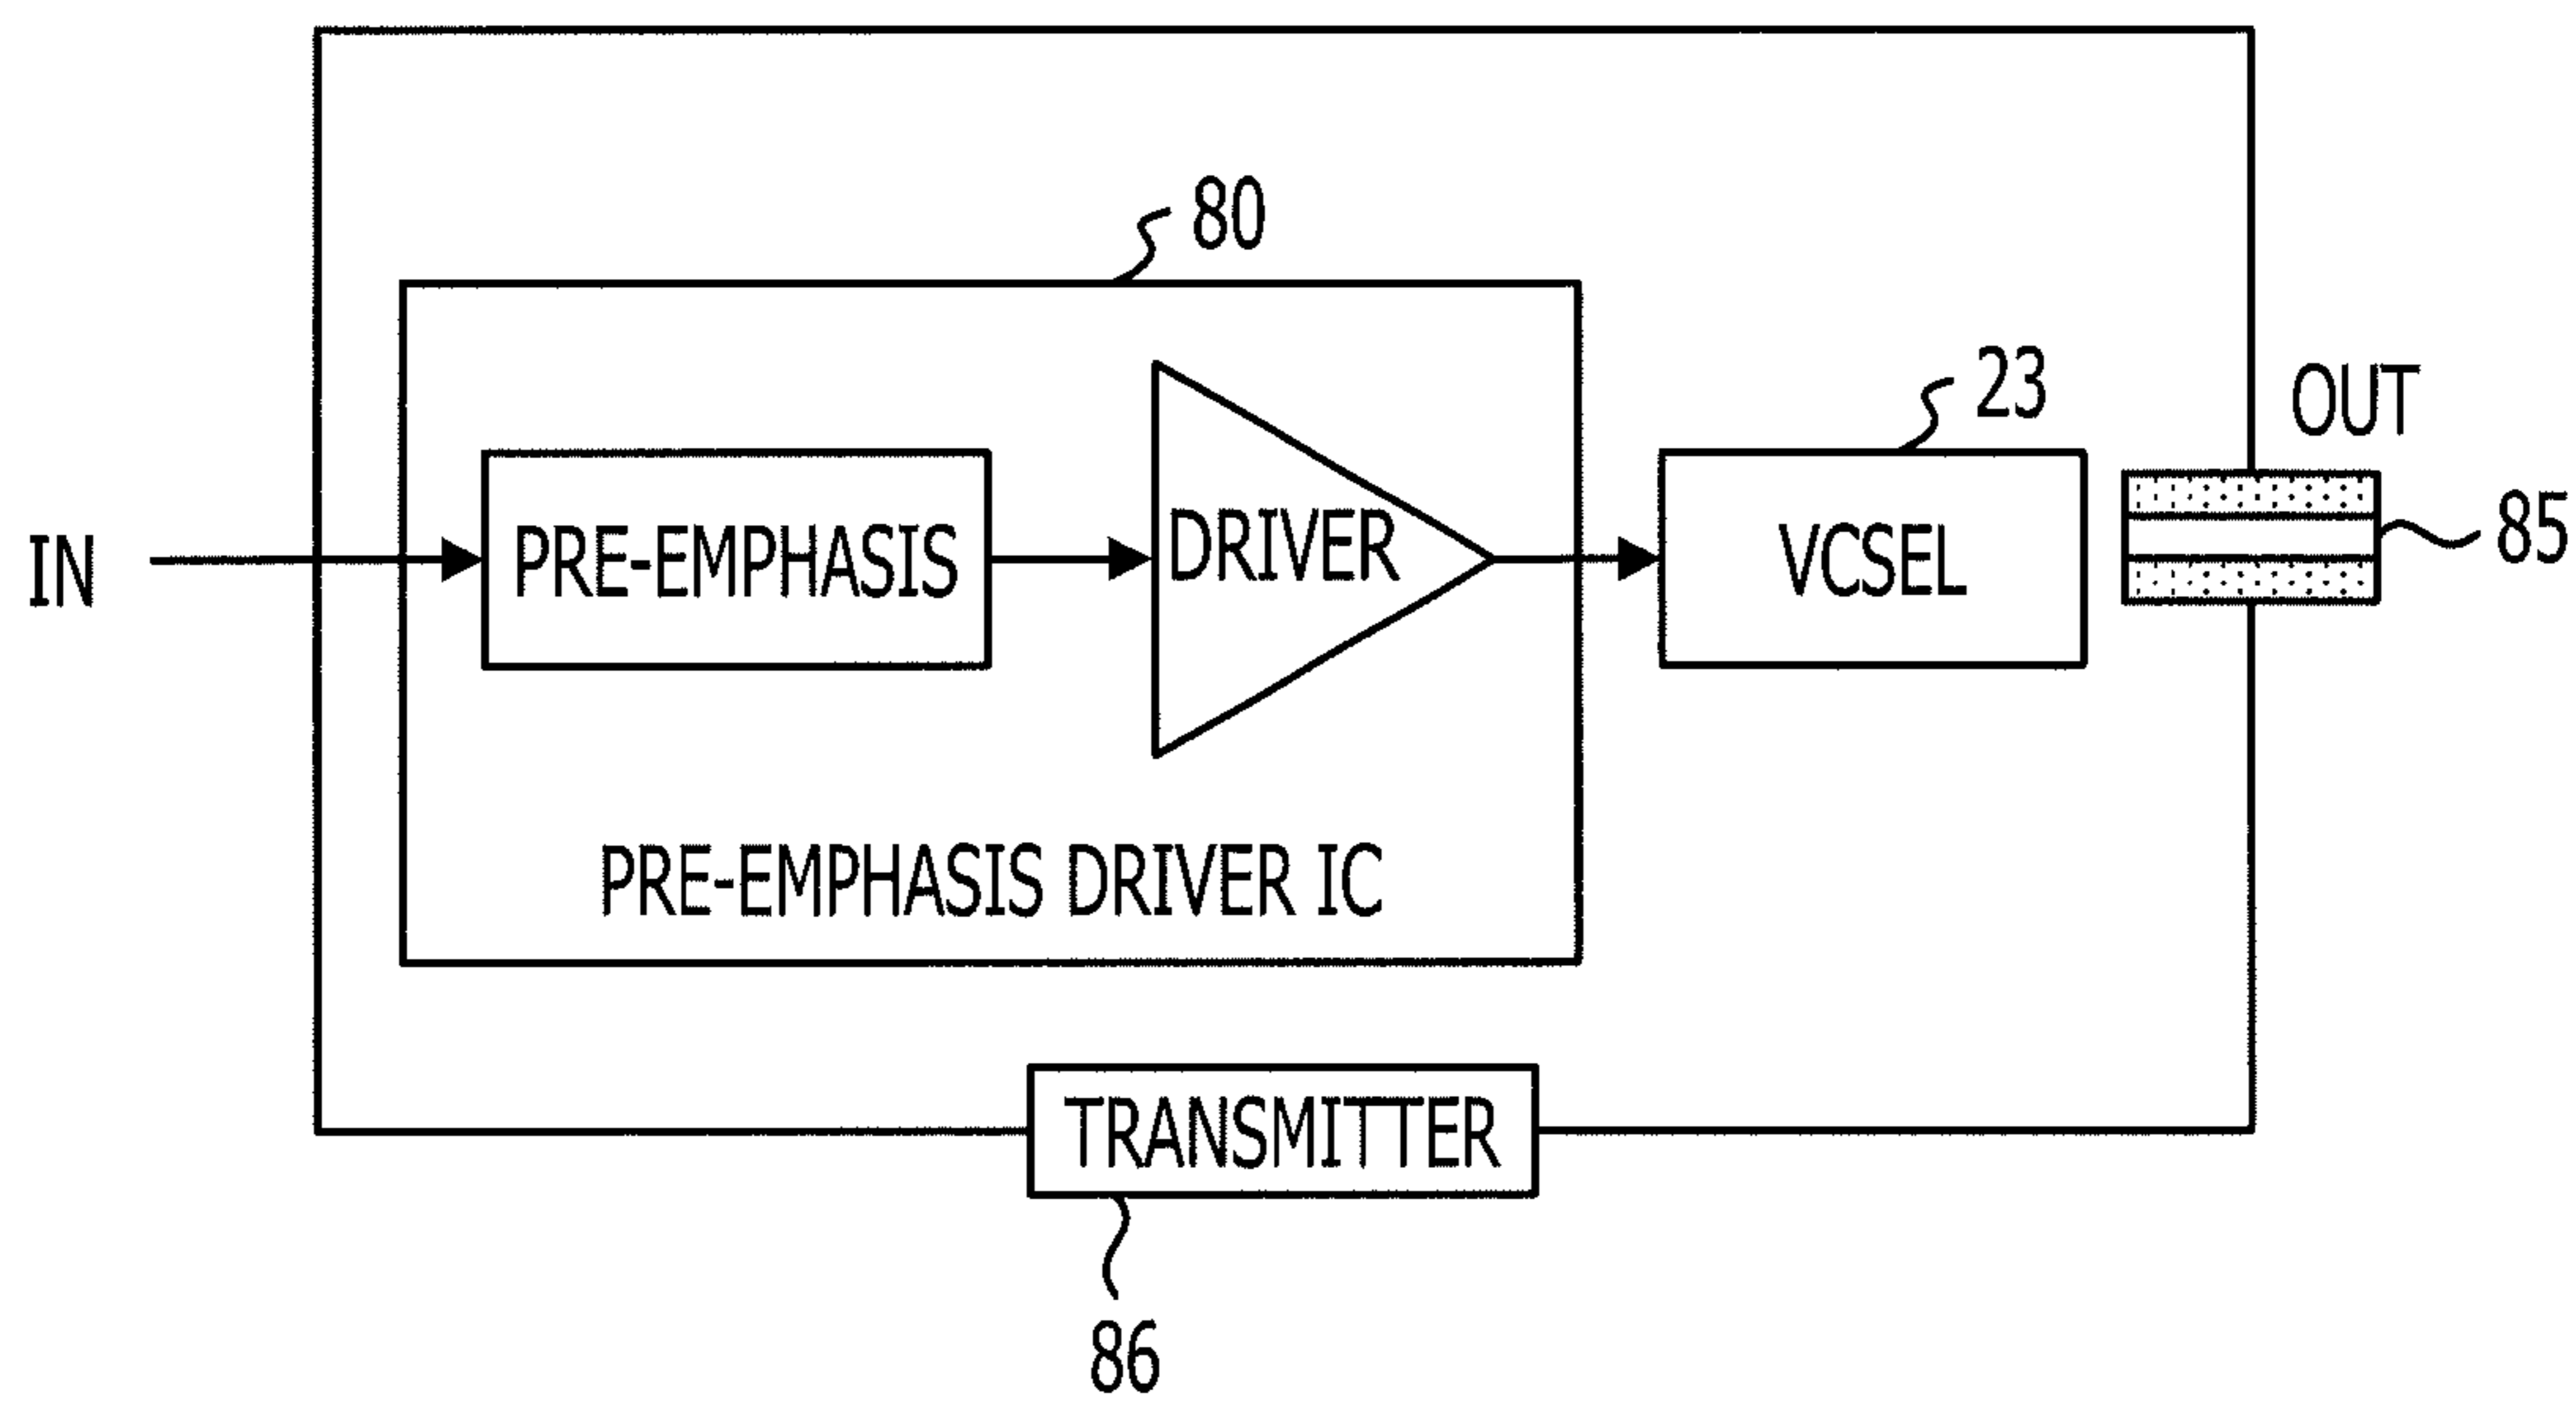 80
23
OUT
85
IN
PRE-EMPHASIS
DRIVER
VCSEL
PRE-EMPHASIS DRIVER IC
TRANSMITTER
86